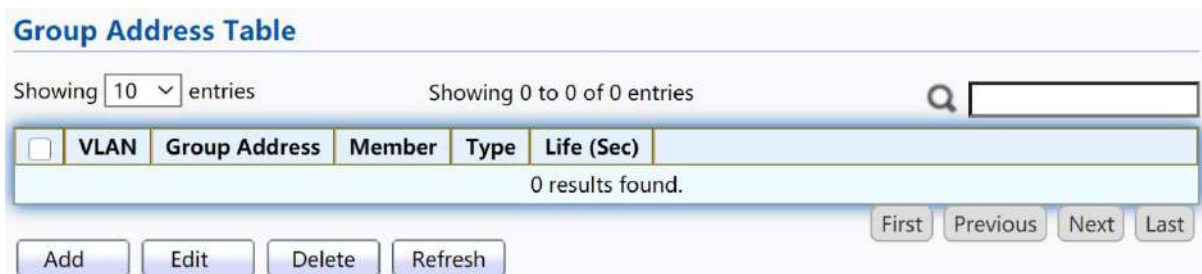 Group Address Table
Showing 10 entries Showing 0 to 0 of 0 entries
VLAN Group Address Member Type Life (Sec)
0 results found.
First Previous Next Last
Add Edit Delete Refresh